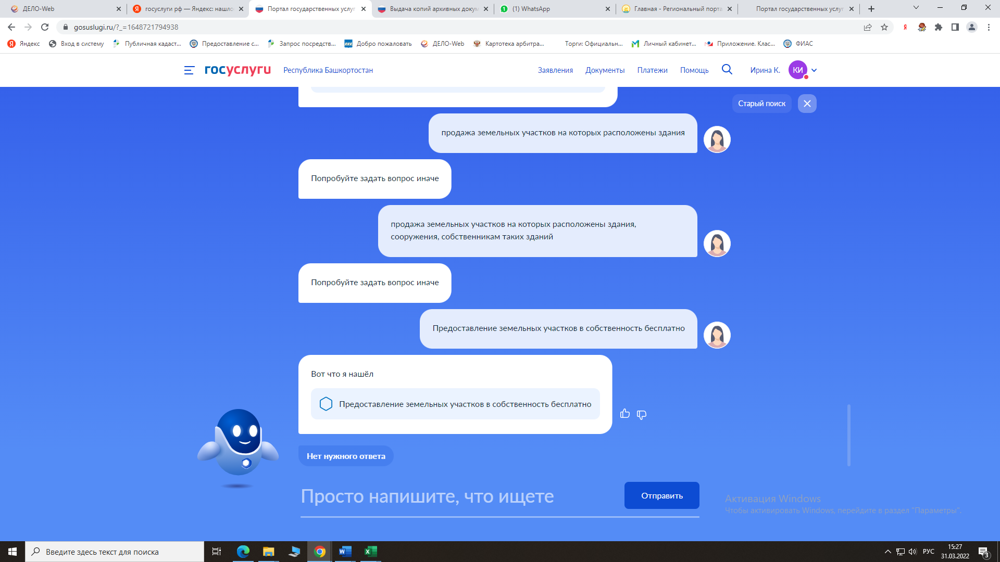 ДЕЛО-Web
госуслуги рф — Яндекс: нашло
Портал государственных услуг
Выдача копий архивных докум
(1) WhatsApp
Главная - Региональный порта
Портал государственных услуг
gosuslugi.ru/?_=1648721794938
Яндекс
Вход в систему
Публичная кадаст...
Предоставление с...
Запрос посредств...
Добро пожаловать
ДЕЛО-Web
Картотека арбитра...
Торги: Официальн...
Личный кабинет...
Приложение. Клас...
ФИАС
госуслуги
Республика Башкортостан
Заявления
Документы
Платежи
Помощь
Ирина К.
КИ
Старый поиск
продажа земельных участков на которых расположены здания
Попробуйте задать вопрос иначе
продажа земельных участков на которых расположены здания,
сооружения, собственникам таких зданий
Попробуйте задать вопрос иначе
Предоставление земельных участков в собственность бесплатно
Вот что я нашёл
Предоставление земельных участков в собственность бесплатно
Нет нужного ответа
Просто напишите, что ищете
Отправить
Активация Windows
Чтобы активировать Windows, перейдите в раздел "Параметры".
Введите здесь текст для поиска
РУС
15:27
31.03.2022
3